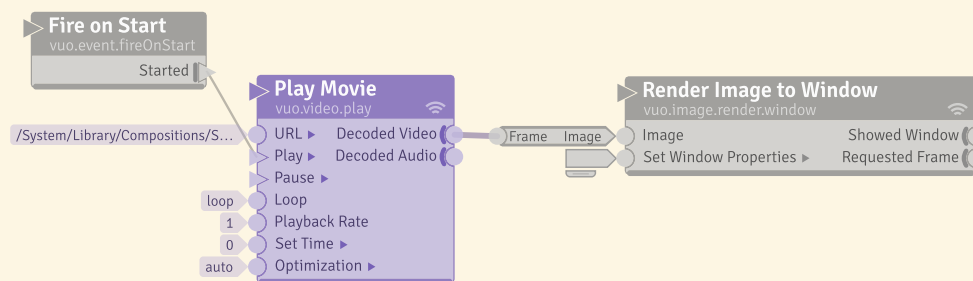 Fire on Start
vuo.event.fireOnStart
Started
Play Movie
vuo.video.play
/System/Library/Compositions/S...
URL
Decoded Video
Play
Decoded Audio
Pause
loop
Loop
1
Playback Rate
0
Set Time
auto
Optimization
Frame
Image
Render Image to Window
vuo.image.render.window
Image
Showed Window
Set Window Properties
Requested Frame